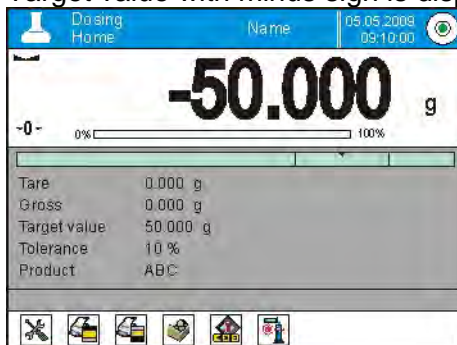 Target value with minus sign is dis
Dosing Name 05.05.2009
Home 09:10:00
-50.000 g
-0- 0% 100%
Tare 0.000 g
Gross 0.000 g
Target value 50.000 g
Tolerance 10 %
Product ABC